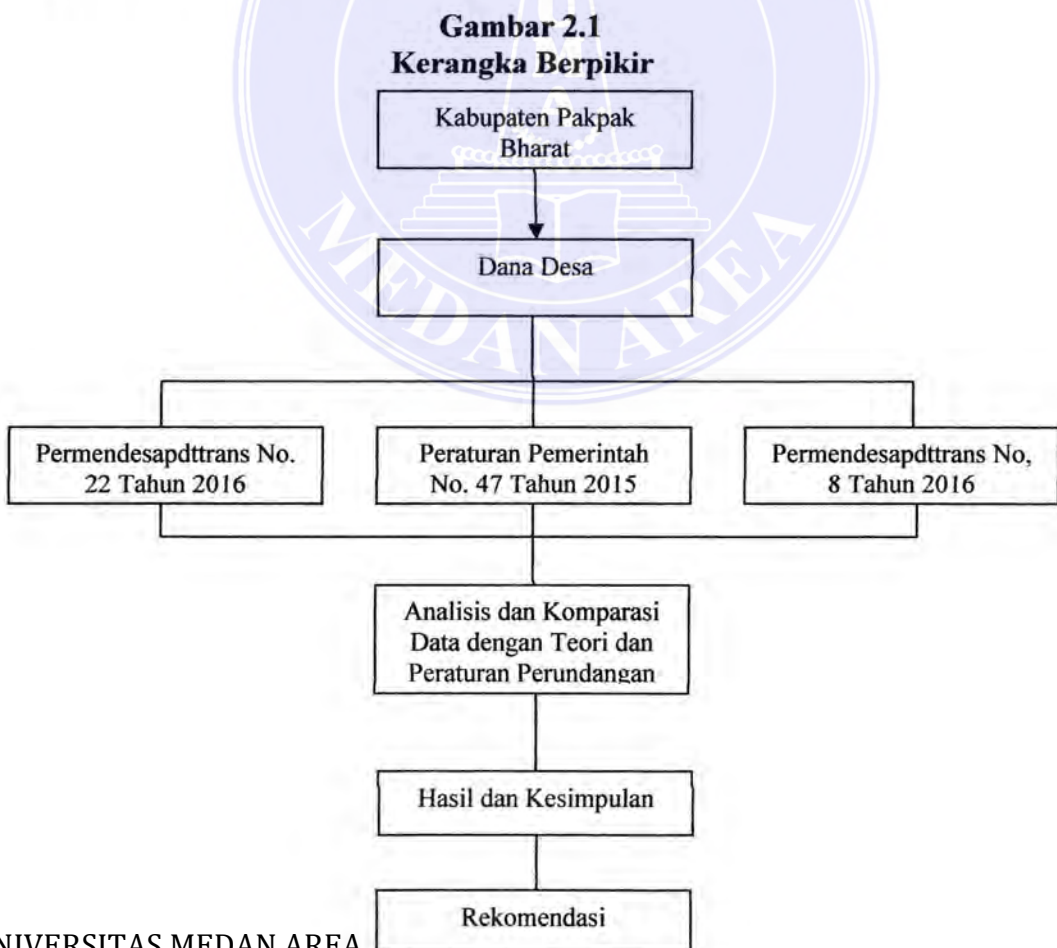 Gambar 2.1
Kerangka Berpikir
Kabupaten Pakpak
Bharat
Dana Desa
MEDAN AREA
Permendesapdttrans No.
22 Tahun 2016
Peraturan Pemerintah
No. 47 Tahun 2015
Permendesapdttrans No,
8 Tahun 2016
Analisis dan Komparasi
Data dengan Teori dan
Peraturan Perundangan
Hasil dan Kesimpulan
Rekomendasi
NIVERSITAS MEDAN AREA